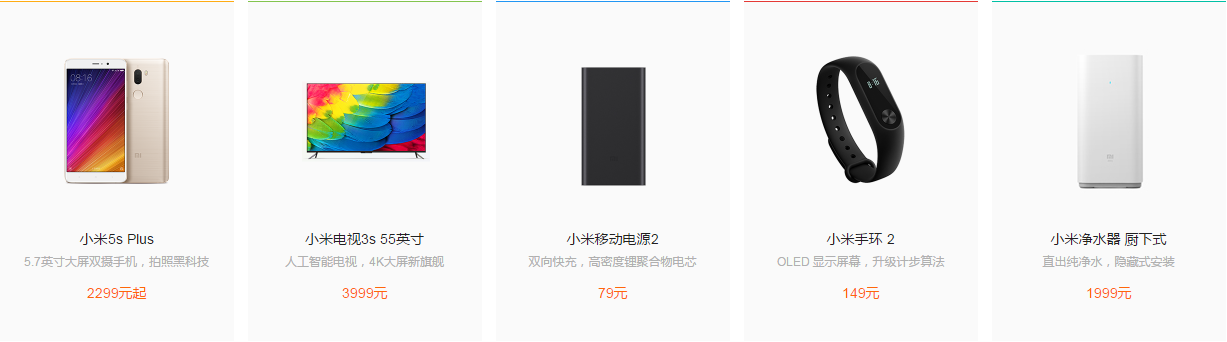 08:16
小米5s Plus
5.7英寸大屏双摄手机，拍照黑科技
2299元起
小米电视3s 55英寸
人工智能电视，4K大屏新旗舰
3999元
小米移动电源2
双向快充，高密度锂聚合物电芯
79元
小米手环 2
OLED 显示屏幕，升级计步算法
149元
小米净水器 厨下式
直出纯净水，隐藏式安装
1999元